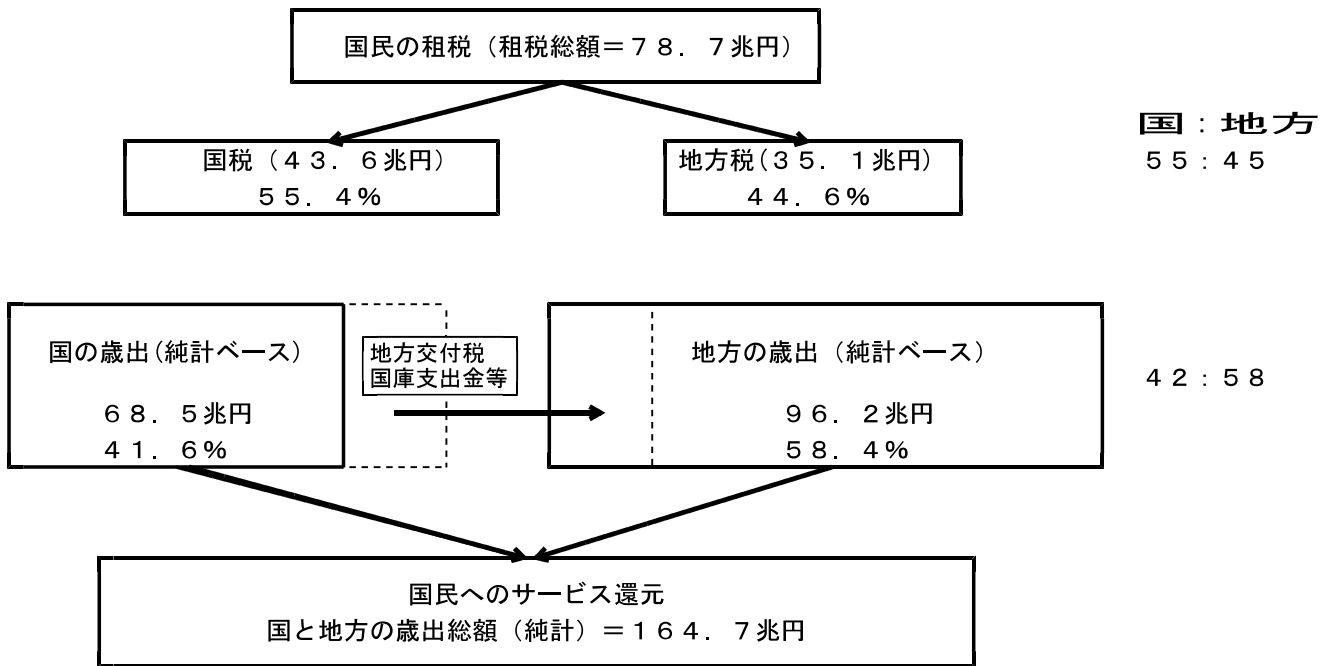 国民の租税（租税総額＝７８．７兆円）
国：地方
国税（４３．６兆円）
５５．４％
地方税（３５．１兆円）
４４．６％
５５：４５
国の歳出（純計ベース）
６８．５兆円
４１．６％
地方交付税
国庫支出金等
地方の歳出（純計ベース）
９６．２兆円
５８．４％
４２：５８
国民へのサービス還元
国と地方の歳出総額（純計）＝１６４．７兆円